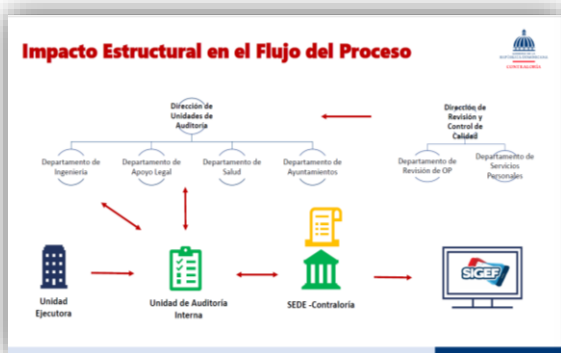 Impacto Estructural en el Flujo del Proceso
CONTRALORÍA
Dirección de
Unidades de
Auditoría
Dirección de
Revisión y
Control de
Calidad
Departamento de
Ingeniería
Departamento de
Apoyo Legal
Departamento de
Salud
Departamento de
Ayuntamientos
Departamento de
Revisión de OP
Departamento de
Servicios
Personales
Unidad
Ejecutora
Unidad de Auditoría
Interna
SEDE -Contraloría
SIGEF